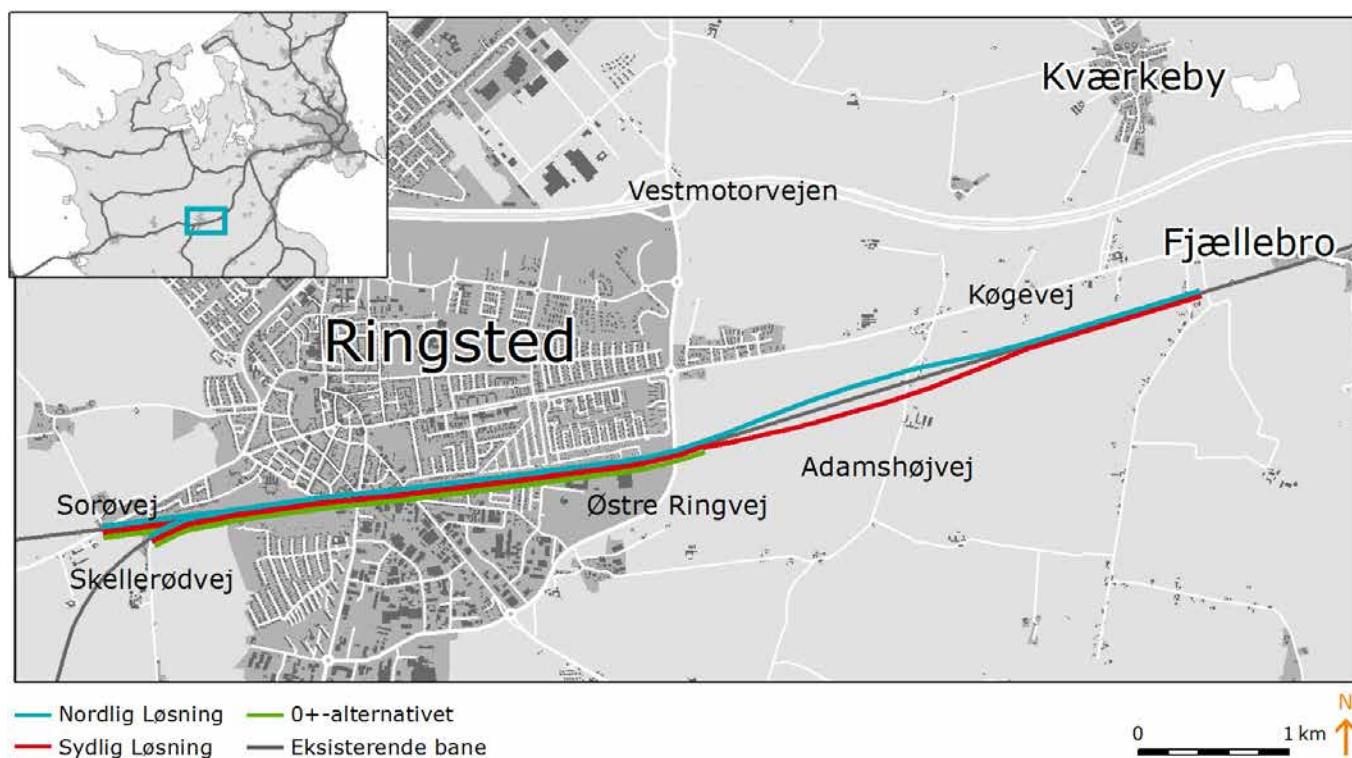 Kværkeby
Vestmotorvejen
Fjællebro
Køgevej
Ringsted
Adamshøjvej
Sorøvej
Østre Ringvej
Skellerødvej
Nordlig Løsning
0+-alternativet
Sydlig Løsning
Eksisterende bane
0
1 km
N